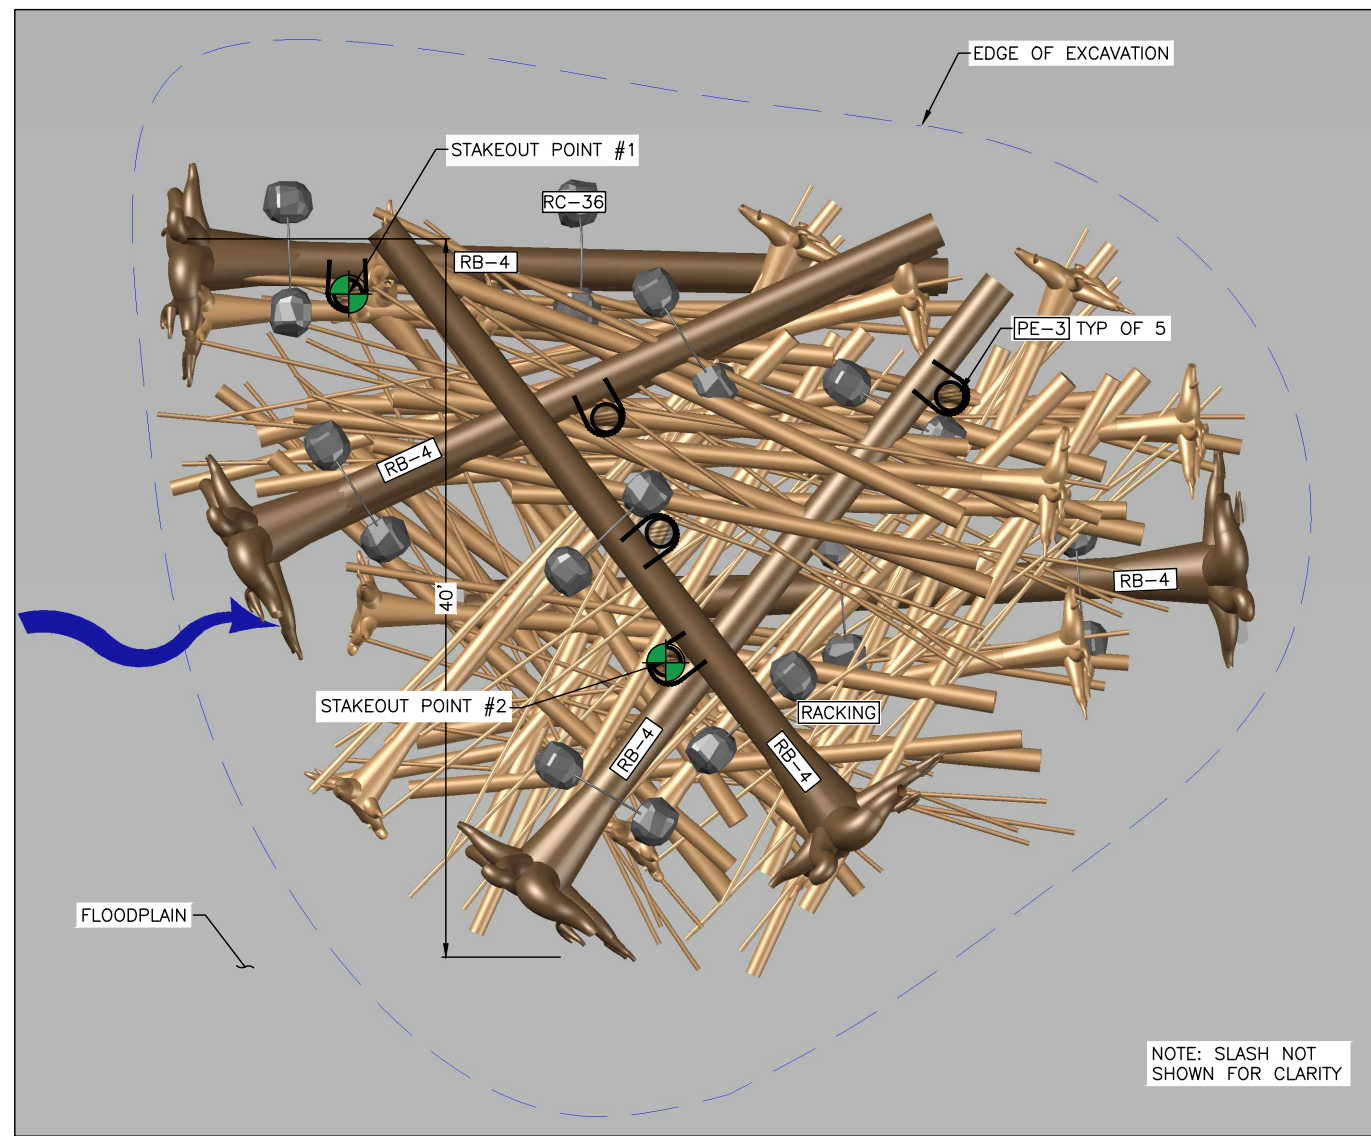 EDGE OF EXCAVATION
STAKEOUT POINT #1
RC-36
RB-4
PE-3 TYP OF 5
RB-4
RB-4
40'
STAKEOUT POINT #2
RACKING
RB-4
RB-4
FLOODPLAIN
NOTE: SLASH NOT
SHOWN FOR CLARITY